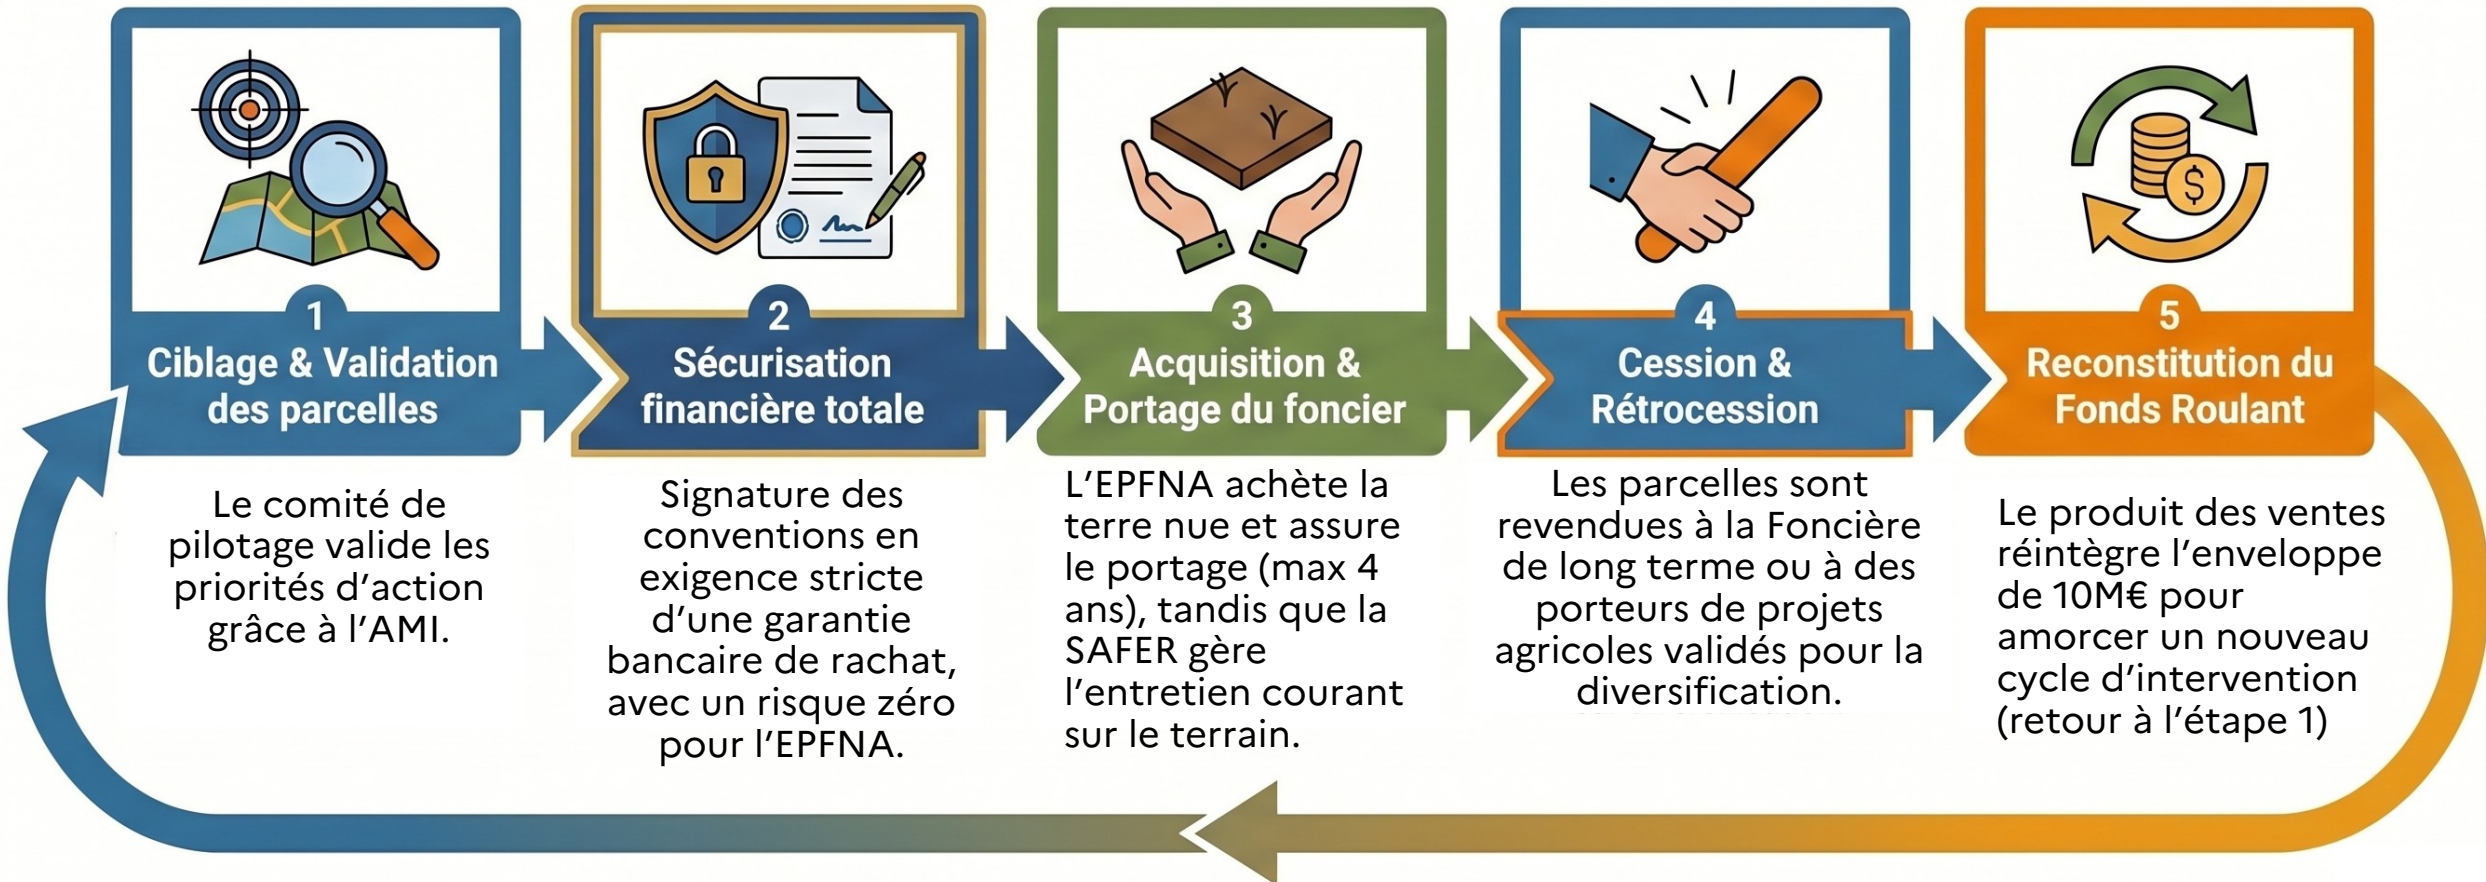 1
Ciblage & Validation
des parcelles
Le comité de
pilotage valide les
priorités d’action
grâce à l’AMI.
2
Sécurisation
financière totale
Signature des
conventions en
exigence stricte
d’une garantie
bancaire de rachat,
avec un risque zéro
pour l’EPFNA.
3
Acquisition &
Portage du foncier
L’EPFNA achète la
terre nue et assure
le portage (max 4
ans), tandis que la
SAFER gère
l’entretien courant
sur le terrain.
4
Cession &
Rétrocession
Les parcelles sont
revendues à la Foncière
de long terme ou à des
porteurs de projets
agricoles validés pour la
diversification.
$
5
Reconstitution du
Fonds Roulant
Le produit des ventes
réintègre l’enveloppe
de 10M€ pour
amorcer un nouveau
cycle d’intervention
(retour à l’étape 1)